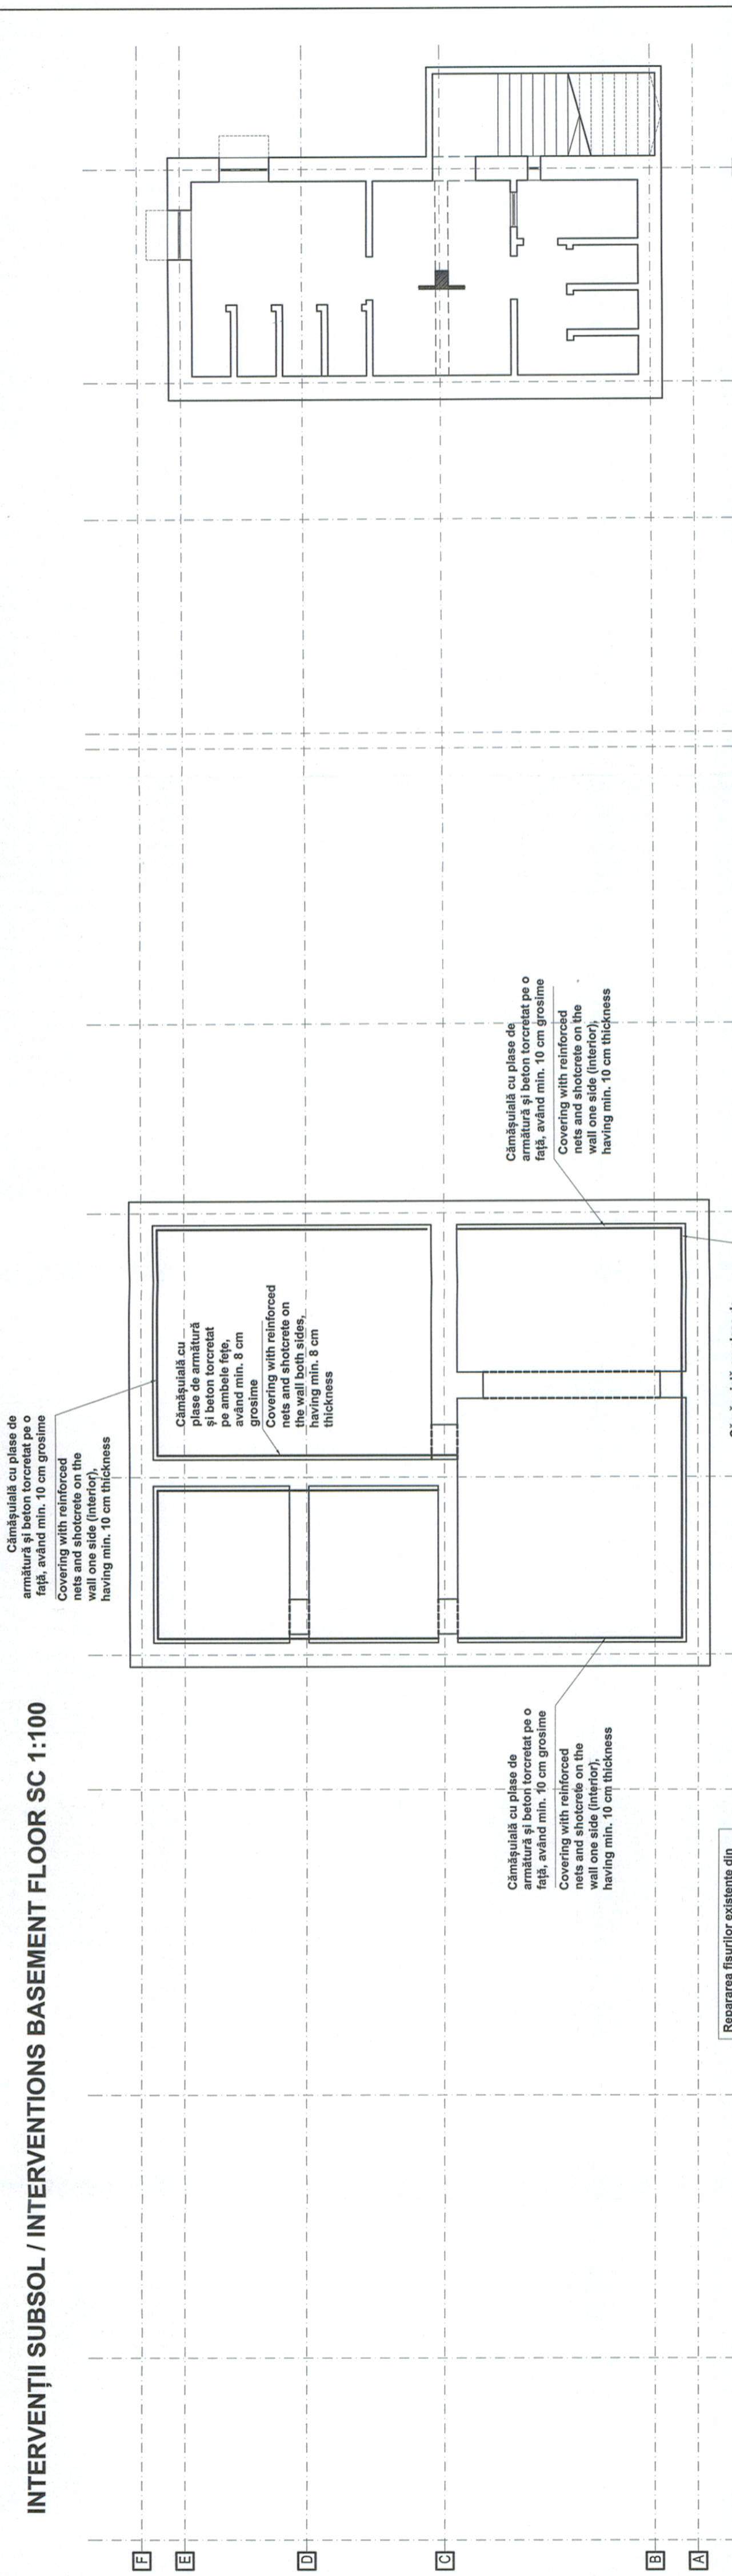 INTERVENȚII SUBSOL / INTERVENTIONS BASEMENT FLOOR SC 1:100
Cămășuială cu plase de
armătură și beton torcretat pe o
față, având min. 10 cm grosime
Covering with reinforced
nets and shotcrete on the
wall one side (interior),
having min. 10 cm thickness
Cămășuială cu
plase de armătură
și beton torcretat
pe ambele fețe,
având min. 8 cm
grosime
Covering with reinforced
nets and shotcrete on
the wall both sides,
having min. 8 cm
thickness
Cămășuială cu plase de
armătură și beton torcretat pe o
față, având min. 10 cm grosime
Covering with reinforced
nets and shotcrete on the
wall one side (interior),
having min. 10 cm thickness
Cămășuială cu plase de
armătură și beton torcretat pe o
față, având min. 10 cm grosime
Covering with reinforced
nets and shotcrete on the
wall one side (interior),
having min. 10 cm thickness
Repararea fisurilor existente din
F
E
D
C
B
A